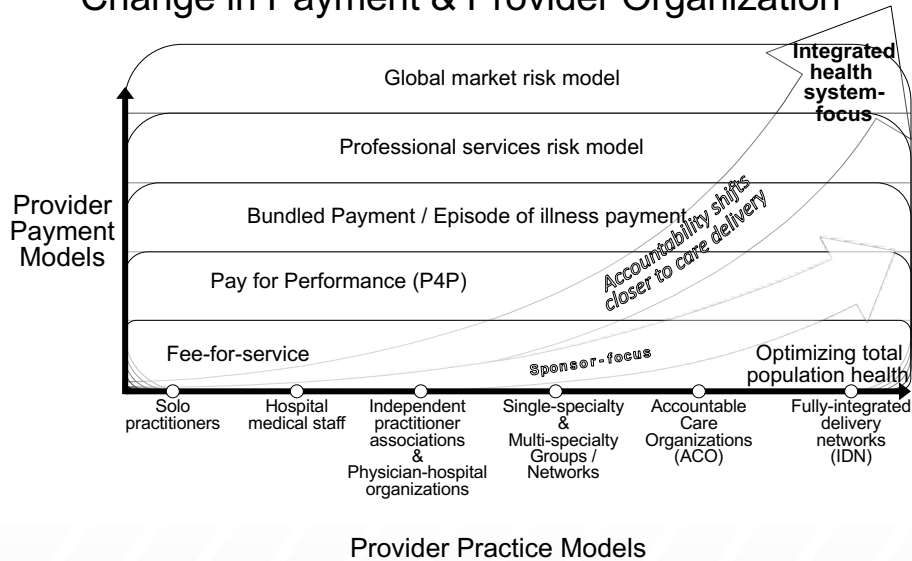 Change in Payment & Provider Organization
Integrated
health
system-
focus
Global market risk model
Professional services risk model
Provider
Payment
Models
Bundled Payment / Episode of illness payment
Accountability shifts
closer to care delivery
Pay for Performance (P4P)
Fee-for-service
Sponsor-focus
Optimizing total
population health
Solo
practitioners
Hospital
medical staff
Independent
practitioner
associations
&
Physician-hospital
organizations
Single-specialty
&
Multi-specialty
Groups /
Networks
Accountable
Care
Organizations
(ACO)
Fully-integrated
delivery
networks
(IDN)
Provider Practice Models